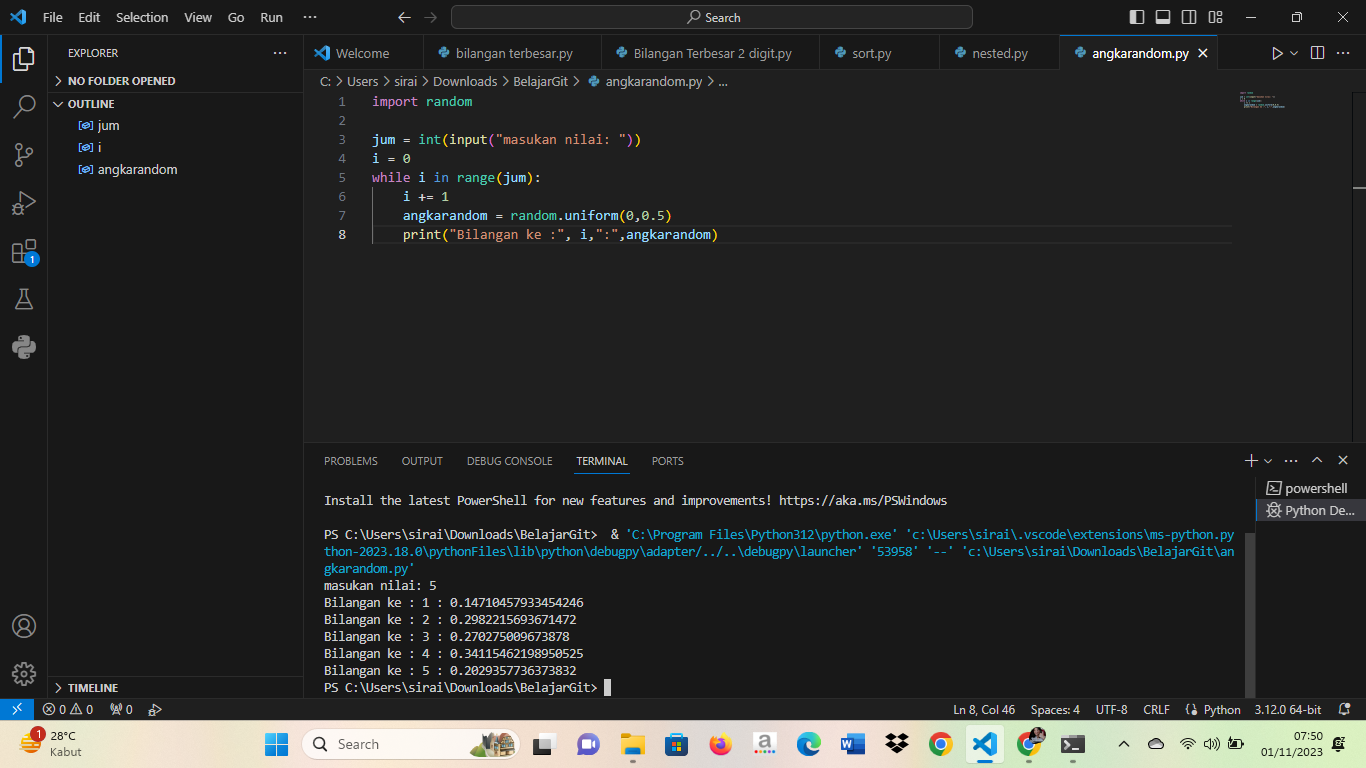 File Edit Selection View Go Run ··· Search
EXPLORER ···
NO FOLDER OPENED
OUTLINE
jum
i
angkarandom
TIMELINE
Welcome bilangan terbesar.py Bilangan Terbesar 2 digit.py sort.py nested.py angkarandom.py
C: > Users > sirai > Downloads > BelajarGit > angkarandom.py > ...
1 import random
2
3 jum = int(input("masukan nilai: "))
4 i = 0
5 while i in range(jum):
6 i += 1
7 angkarandom = random.uniform(0,0.5)
8 print("Bilangan ke :", i,":",angkarandom)
PROBLEMS OUTPUT DEBUG CONSOLE TERMINAL PORTS
powershell
Python De...
Install the latest PowerShell for new features and improvements! https://aka.ms/PSWindows
PS C:\Users\sirai\Downloads\BelajarGit> & 'C:\Program Files\Python312\python.exe' 'c:\Users\sirai\.vscode\extensions\ms-python.py
thon-2023.18.0\pythonFiles\lib\python\debugpy\adapter/../..\debugpy\launcher' '53958' '--' 'c:\Users\sirai\Downloads\BelajarGit\an
gkarandom.py'
masukan nilai: 5
Bilangan ke : 1 : 0.14710457933454246
Bilangan ke : 2 : 0.2982215693671472
Bilangan ke : 3 : 0.270275009673878
Bilangan ke : 4 : 0.34115462198950525
Bilangan ke : 5 : 0.2029357736373832
PS C:\Users\sirai\Downloads\BelajarGit>
1
0 0 0 Ln 8, Col 46 Spaces: 4 UTF-8 CRLF Python 3.12.0 64-bit
1 28°C
Kabut
Search
07:50
01/11/2023